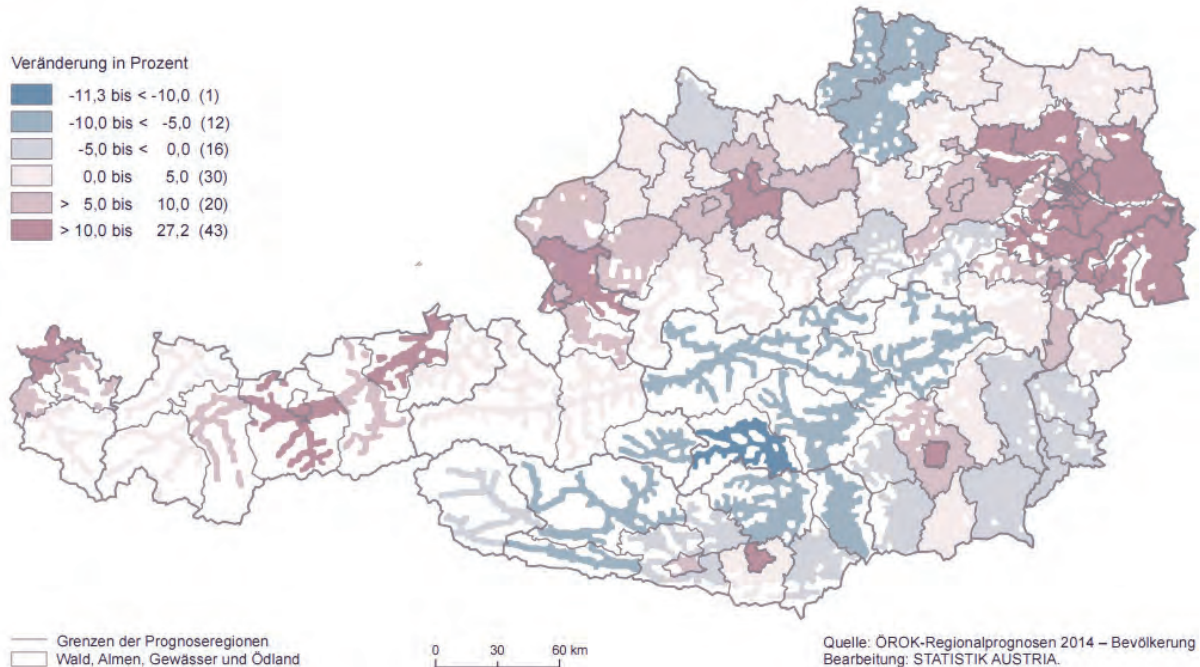 Veränderung in Prozent
-11,3 bis < -10,0 (1)
-10,0 bis < -5,0 (12)
-5,0 bis < 0,0 (16)
0,0 bis 5,0 (30)
> 5,0 bis 10,0 (20)
> 10,0 bis 27,2 (43)
Grenzen der Prognoseregionen
Wald, Almen, Gewässer und Ödland
0 30 60 km
Quelle: ÖROK-Regionalprognosen 2014 – Bevölkerung
Bearbeitung: STATISTIK AUSTRIA.